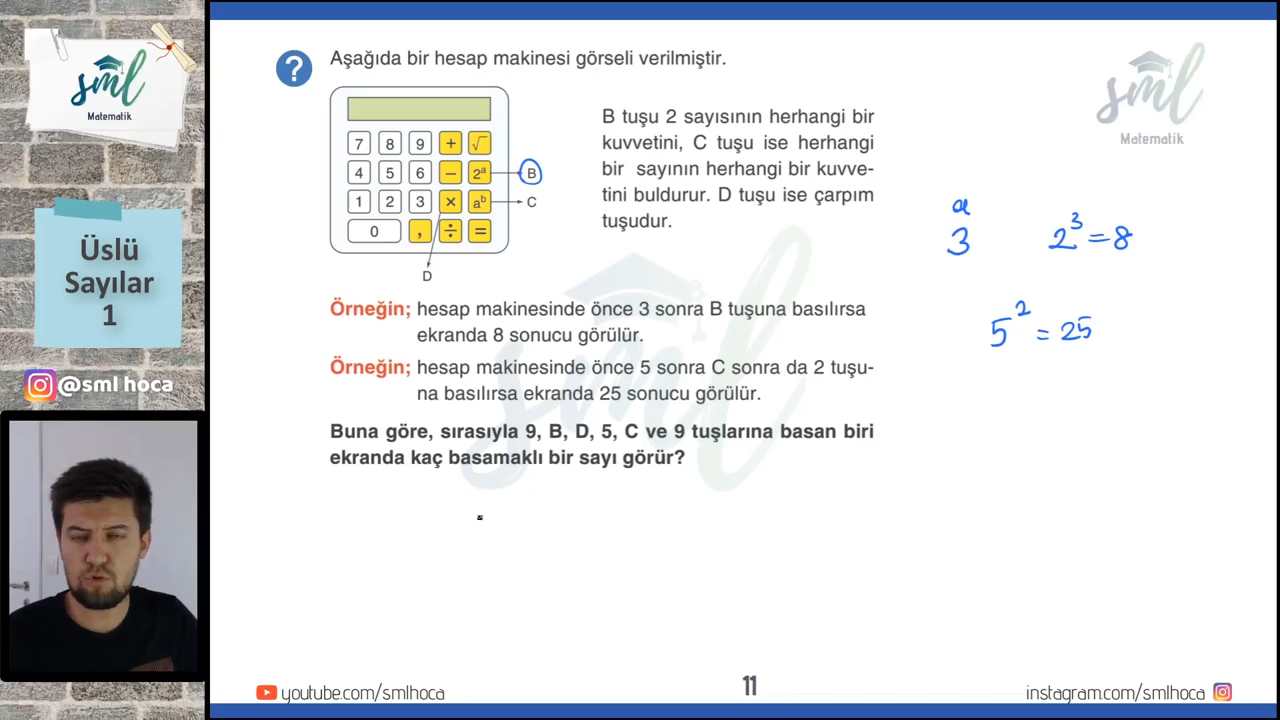 sml
Matematik
Üslü
Sayılar
1
@sml hoca
?
Aşağıda bir hesap makinesi görseli verilmiştir.
7 8 9 + √
4 5 6 − 2ᵃ B
1 2 3 × aᵇ C
0 , ÷ =
D
B tuşu 2 sayısının herhangi bir
kuvvetini, C tuşu ise herhangi
bir sayının herhangi bir kuvve-
tini buldurur. D tuşu ise çarpım
tuşudur.
sml
Matematik
a
3 2³ = 8
5² = 25
Örneğin; hesap makinesinde önce 3 sonra B tuşuna basılırsa
ekranda 8 sonucu görülür.
Örneğin; hesap makinesinde önce 5 sonra C sonra da 2 tuşu-
na basılırsa ekranda 25 sonucu görülür.
Buna göre, sırasıyla 9, B, D, 5, C ve 9 tuşlarına basan biri
ekranda kaç basamaklı bir sayı görür?
sml
youtube.com/smlhoca
11
instagram.com/smlhoca